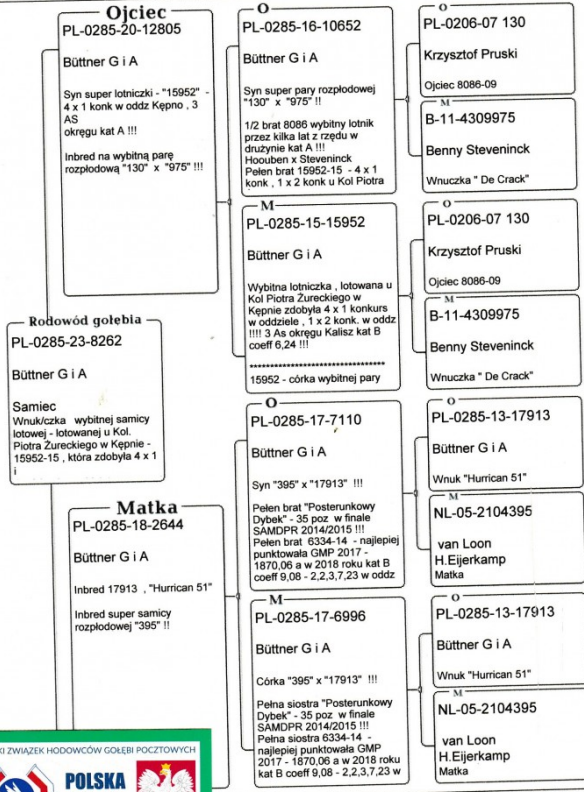 Ojciec
PL-0285-20-12805
Büttner G i A
Syn super lotniczki - "15952" -
4 x 1 konk w oddz Kępno , 3
AS
okręgu kat A !!!
Inbred na wybitną parę
rozpłodową "130" x "975" !!!
O
PL-0285-16-10652
Büttner G i A
Syn super pary rozpłodowej
"130" x "975" !!
1/2 brat 8086 wybitny lotnik
przez kilka lat z rzędu w
drużynie kat A !!!
Hoouben x Steveninck
Pełen brat 15952-15 - 4 x 1
konk , 1 x 2 konk u Kol Piotra
O
PL-0206-07 130
Krzysztof Pruski
Ojciec 8086-09
M
B-11-4309975
Benny Steveninck
Wnuczka " De Crack"
M
PL-0285-15-15952
Büttner G i A
Wybitna lotniczka , lotowana u
Kol Piotra Żureckiego w
Kępnie zdobyła 4 x 1 konkurs
w oddziele , 1 x 2 konk. w oddz
!!!! 3 As okręgu Kalisz kat B
coeff 6,24 !!!
**********************************
15952 - córka wybitnej pary
O
PL-0206-07 130
Krzysztof Pruski
Ojciec 8086-09
M
B-11-4309975
Benny Steveninck
Wnuczka " De Crack"
Rodowód gołębia
PL-0285-23-8262
Büttner G i A
Samiec
Wnuk/czka wybitnej samicy
lotowej - lotowanej u Kol.
Piotra Żureckiego w Kępnie -
15952-15 , która zdobyła 4 x 1
i
Matka
PL-0285-18-2644
Büttner G i A
Inbred 17913 , "Hurrican 51"
Inbred super samicy
rozpłodowej "395" !!
O
PL-0285-17-7110
Büttner G i A
Syn "395" x "17913" !!!
Pełen brat "Posterunkowy
Dybek" - 35 poz w finale
SAMDPR 2014/2015 !!!
Pełen brat 6334-14 - najlepiej
punktowała GMP 2017 -
1870,06 a w 2018 roku kat B
coeff 9,08 - 2,2,3,7,23 w oddz
O
PL-0285-13-17913
Büttner G i A
Wnuk "Hurrican 51"
M
NL-05-2104395
van Loon
H.Eijerkamp
Matka
M
PL-0285-17-6996
Büttner G i A
Córka "395" x "17913" !!!
Pełna siostra "Posterunkowy
Dybek" - 35 poz w finale
SAMDPR 2014/2015 !!!
Pełna siostra 6334-14 -
najlepiej punktowała GMP
2017 - 1870,06 a w 2018 roku
kat B coeff 9,08 - 2,2,3,7,23 w
O
PL-0285-13-17913
Büttner G i A
Wnuk "Hurrican 51"
M
NL-05-2104395
van Loon
H.Eijerkamp
Matka
KI ZWIĄZEK HODOWCÓW GOŁĘBI POCZTOWYCH
POLSKA